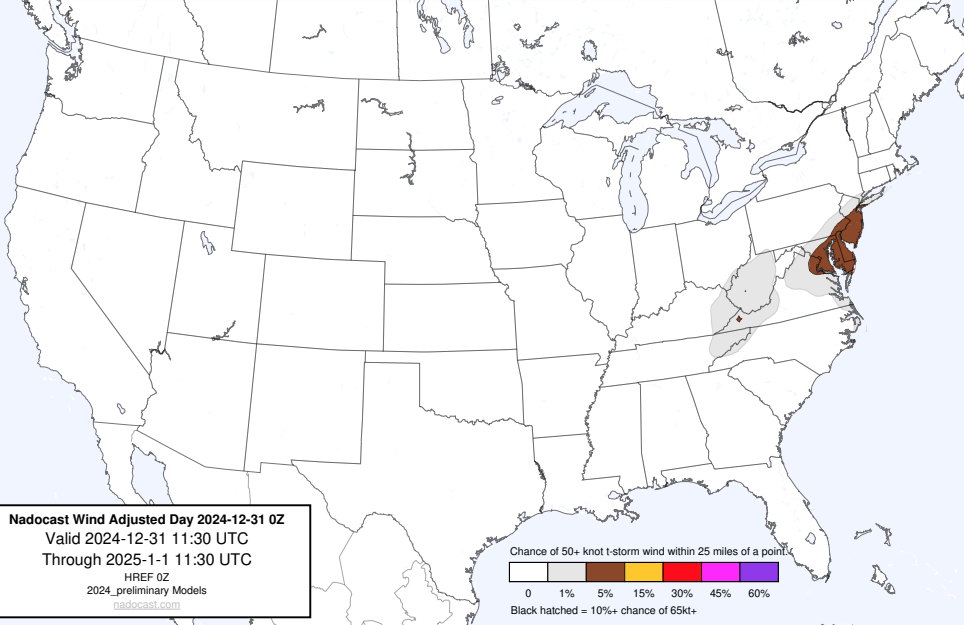 Nadocast Wind Adjusted Day 2024-12-31 0Z
Valid 2024-12-31 11:30 UTC
Through 2025-1-1 11:30 UTC
HREF 0Z
2024_preliminary Models
nadocast.com
Chance of 50+ knot t-storm wind within 25 miles of a point.
0 1% 5% 15% 30% 45% 60%
Black hatched = 10%+ chance of 65kt+